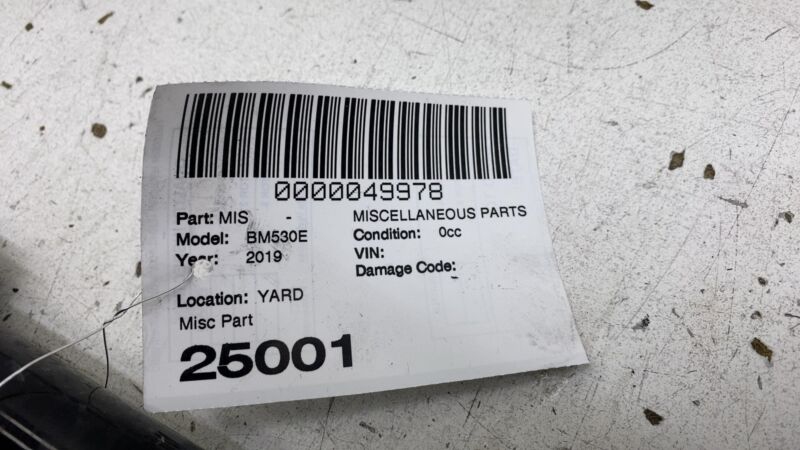 0000049978
Part: MIS - MISCELLANEOUS PARTS
Model: BM530E Condition: 0cc
Year: 2019 VIN:
Damage Code:
Location: YARD
Misc Part
25001